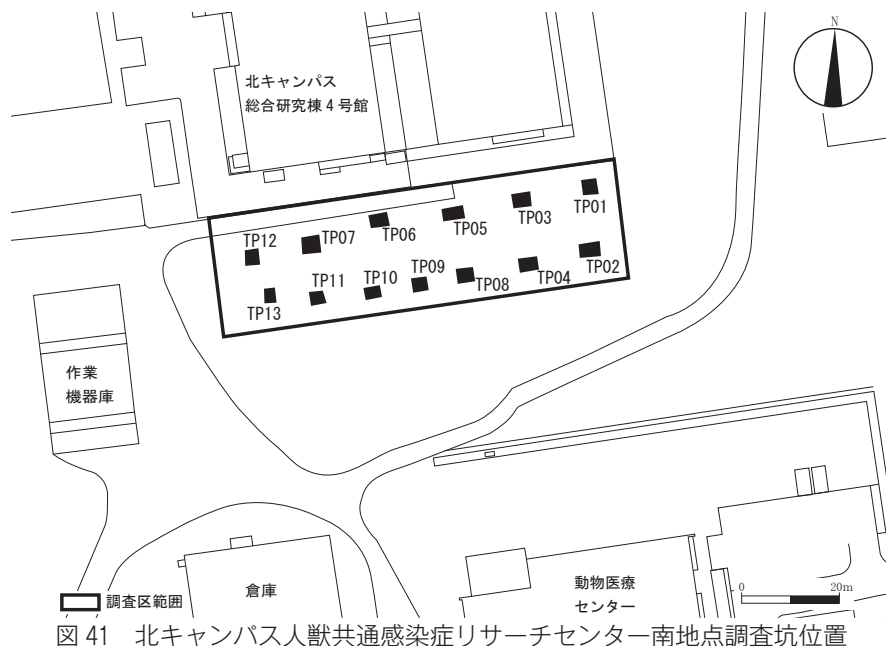 N
北キャンパス
総合研究棟 4 号館
TP01
TP03
TP05
TP06
TP07
TP12
TP02
TP04
TP08
TP09
TP10
TP11
TP13
作業
機器庫
倉庫
動物医療
センター
0 20m
調査区範囲
図 41 北キャンパス人獣共通感染症リサーチセンター南地点調査坑位置